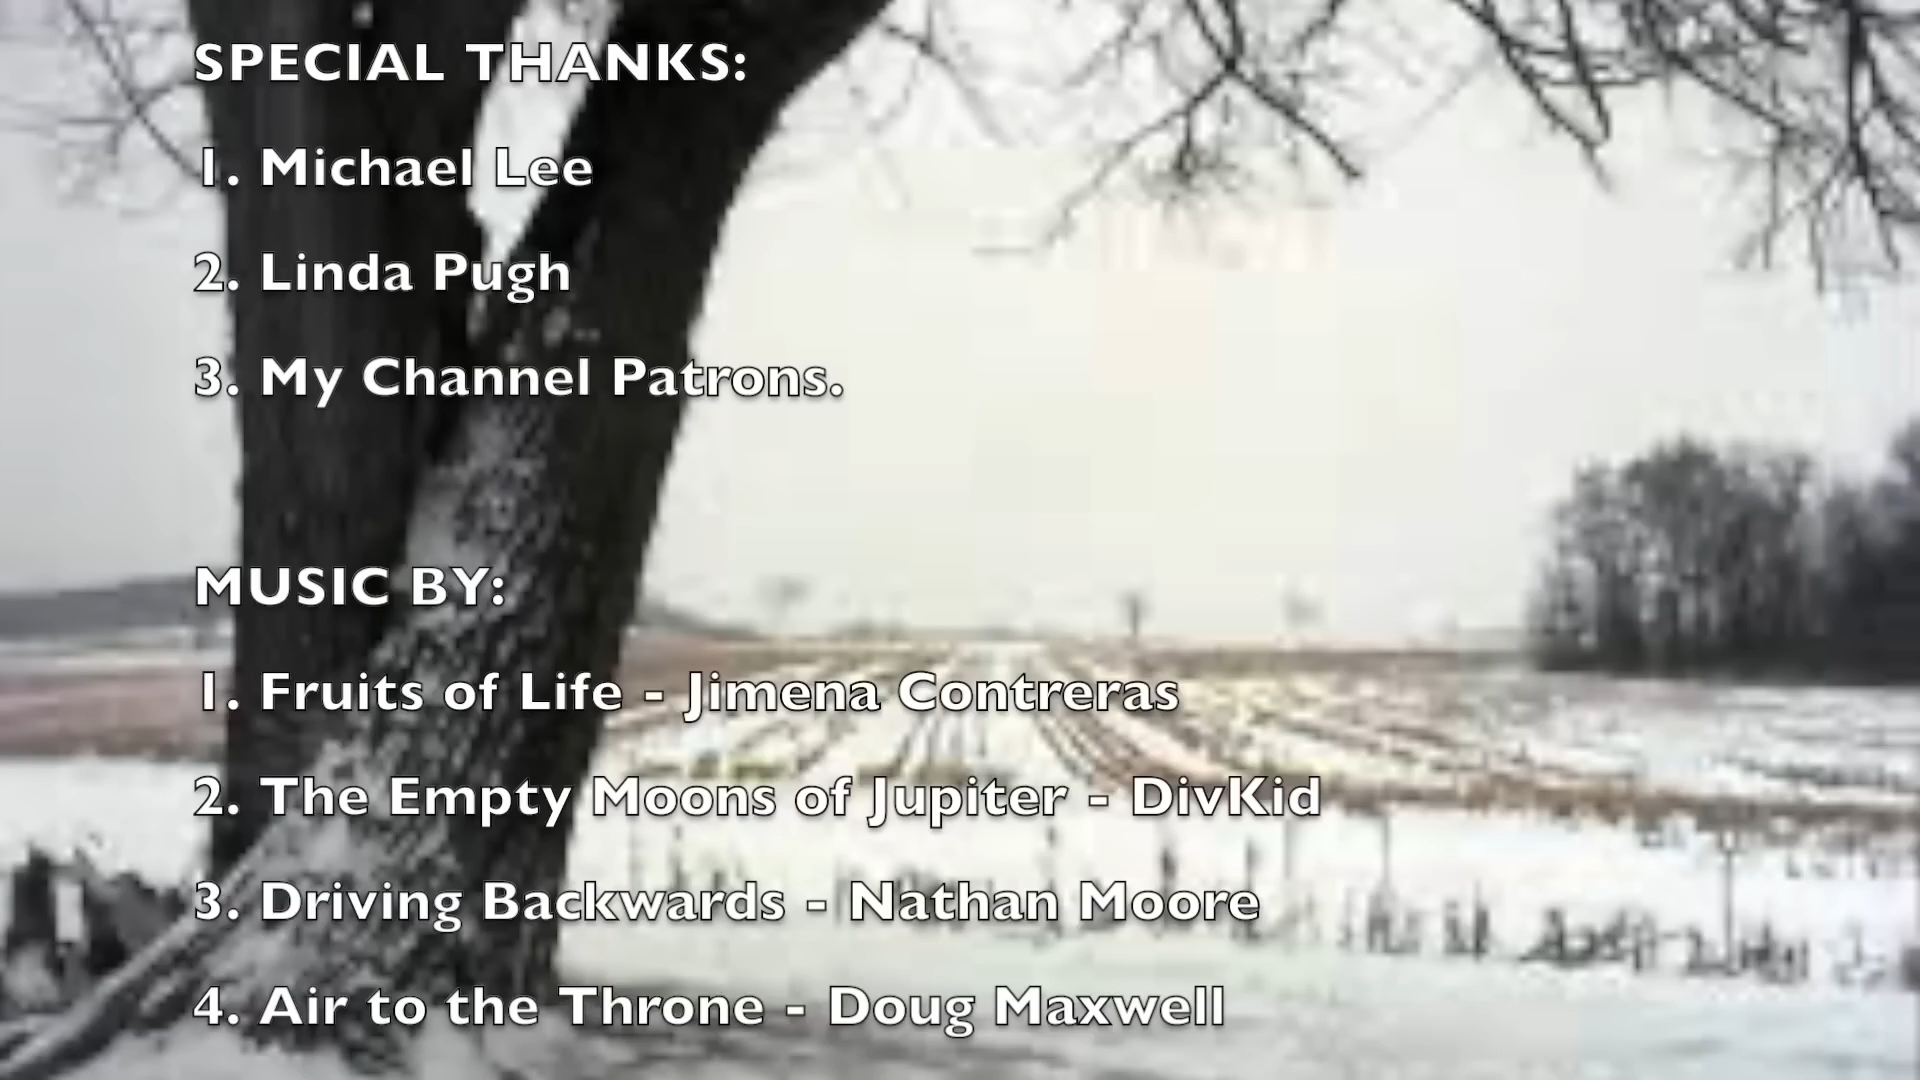 SPECIAL THANKS:
1. Michael Lee
2. Linda Pugh
3. My Channel Patrons.
MUSIC BY:
1. Fruits of Life - Jimena Contreras
2. The Empty Moons of Jupiter - DivKid
3. Driving Backwards - Nathan Moore
4. Air to the Throne - Doug Maxwell